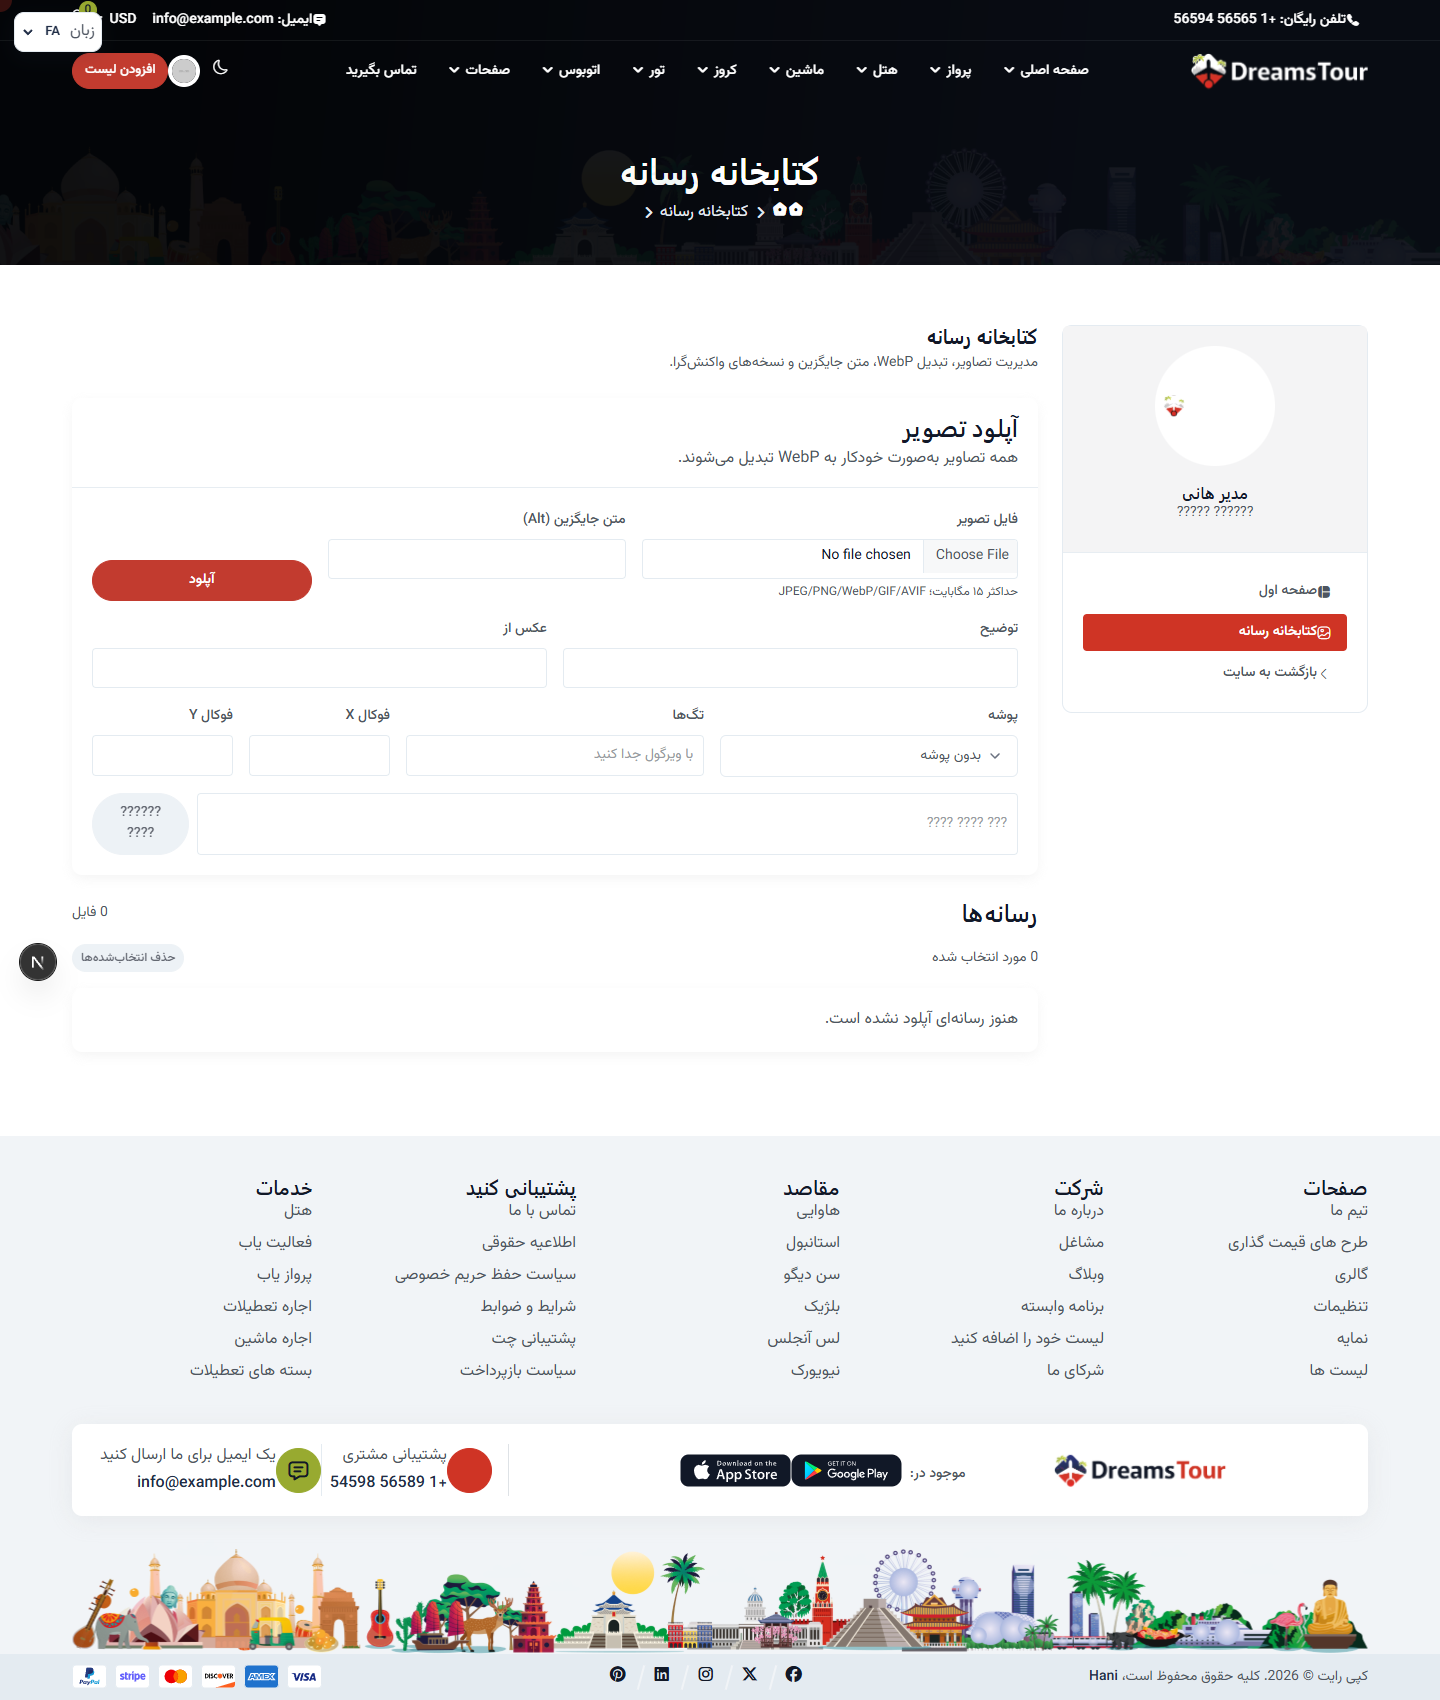 تلفن رایگان: +1 56565 56594
ایمیل: info@example.com
USD
0
زبان FA
DreamsTour
صفحه اصلی
پرواز
هتل
ماشین
کروز
تور
اتوبوس
صفحات
تماس بگیرید
افزودن لیست
کتابخانه رسانه
کتابخانه رسانه
مدیر هانی
?????? ?????
صفحه اول
کتابخانه رسانه
بازگشت به سایت
کتابخانه رسانه
مدیریت تصاویر، تبدیل WebP، متن جایگزین و نسخه‌های واکنش‌گرا.
آپلود تصویر
همه تصاویر به‌صورت خودکار به WebP تبدیل می‌شوند.
فایل تصویر
Choose File No file chosen
حداکثر ۱۵ مگابایت؛ JPEG/PNG/WebP/GIF/AVIF
متن جایگزین (Alt)
آپلود
توضیح
عکس از
پوشه
بدون پوشه
تگ‌ها
با ویرگول جدا کنید
فوکال X
فوکال Y
??? ???? ????
??????
????
رسانه‌ها
0 فایل
0 مورد انتخاب شده
حذف انتخاب‌شده‌ها
هنوز رسانه‌ای آپلود نشده است.
N
صفحات
تیم ما
طرح های قیمت گذاری
گالری
تنظیمات
نمایه
لیست ها
شرکت
درباره ما
مشاغل
وبلاگ
برنامه وابسته
لیست خود را اضافه کنید
شرکای ما
مقاصد
هاوایی
استانبول
سن دیگو
بلژیک
لس آنجلس
نیویورک
پشتیبانی کنید
تماس با ما
اطلاعیه حقوقی
سیاست حفظ حریم خصوصی
شرایط و ضوابط
پشتیبانی چت
سیاست بازپرداخت
خدمات
هتل
فعالیت یاب
پرواز یاب
اجاره تعطیلات
اجاره ماشین
بسته های تعطیلات
DreamsTour
موجود در:
GET IT ON
Google Play
Download on the
App Store
پشتیبانی مشتری
+1 56589 54598
یک ایمیل برای ما ارسال کنید
info@example.com
کپی رایت © 2026. کلیه حقوق محفوظ است، Hani
PayPal
stripe
MasterCard
DISCOVER
AMEX
VISA